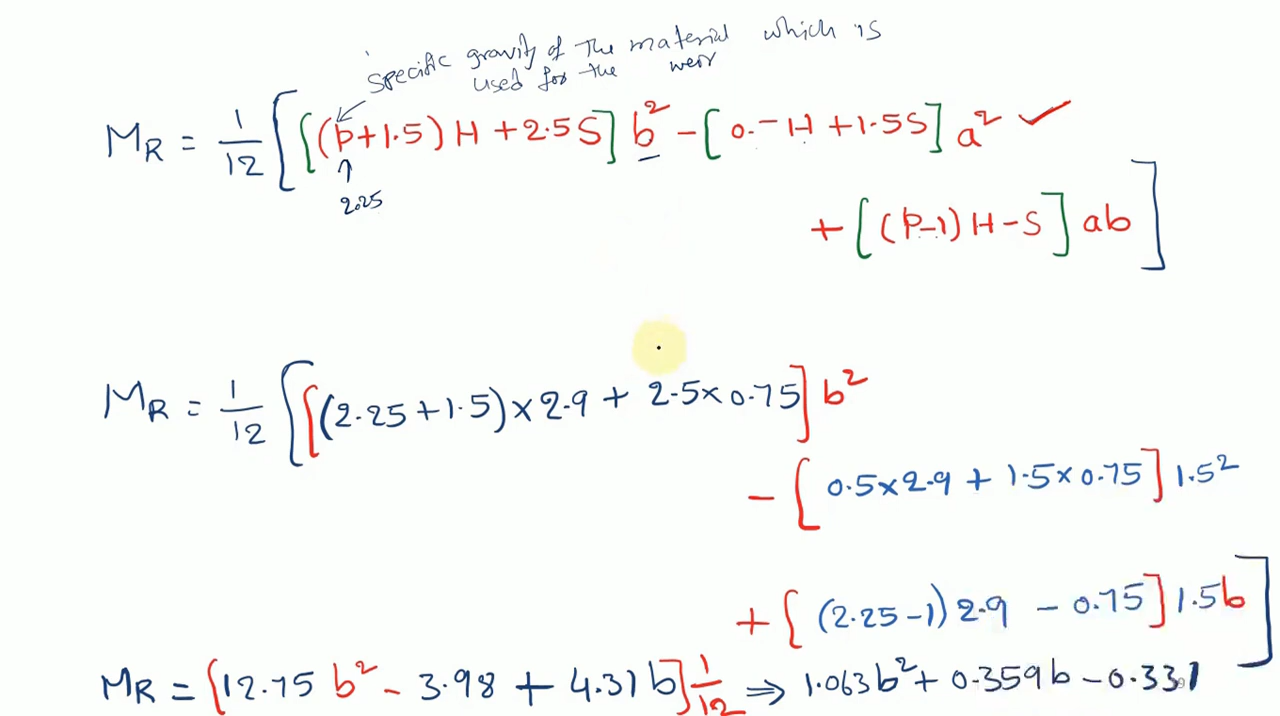 specific gravity of the material which is
used for the weir
MR = 1/12 [[(p+1.5) H + 2.5 S] b² - [0. H + 1.5S] a² ✓
2.25
+ [(p-1) H - S] ab]
MR = 1/12 [[(2.25 + 1.5) × 2.9 + 2.5 × 0.75] b²
- [0.5 × 2.9 + 1.5 × 0.75] 1.5²
+ [(2.25 - 1) 2.9 - 0.75] 1.5b]
MR = [12.75 b² - 3.98 + 4.31 b] 1/12 ⇒ 1.063 b² + 0.359 b - 0.331